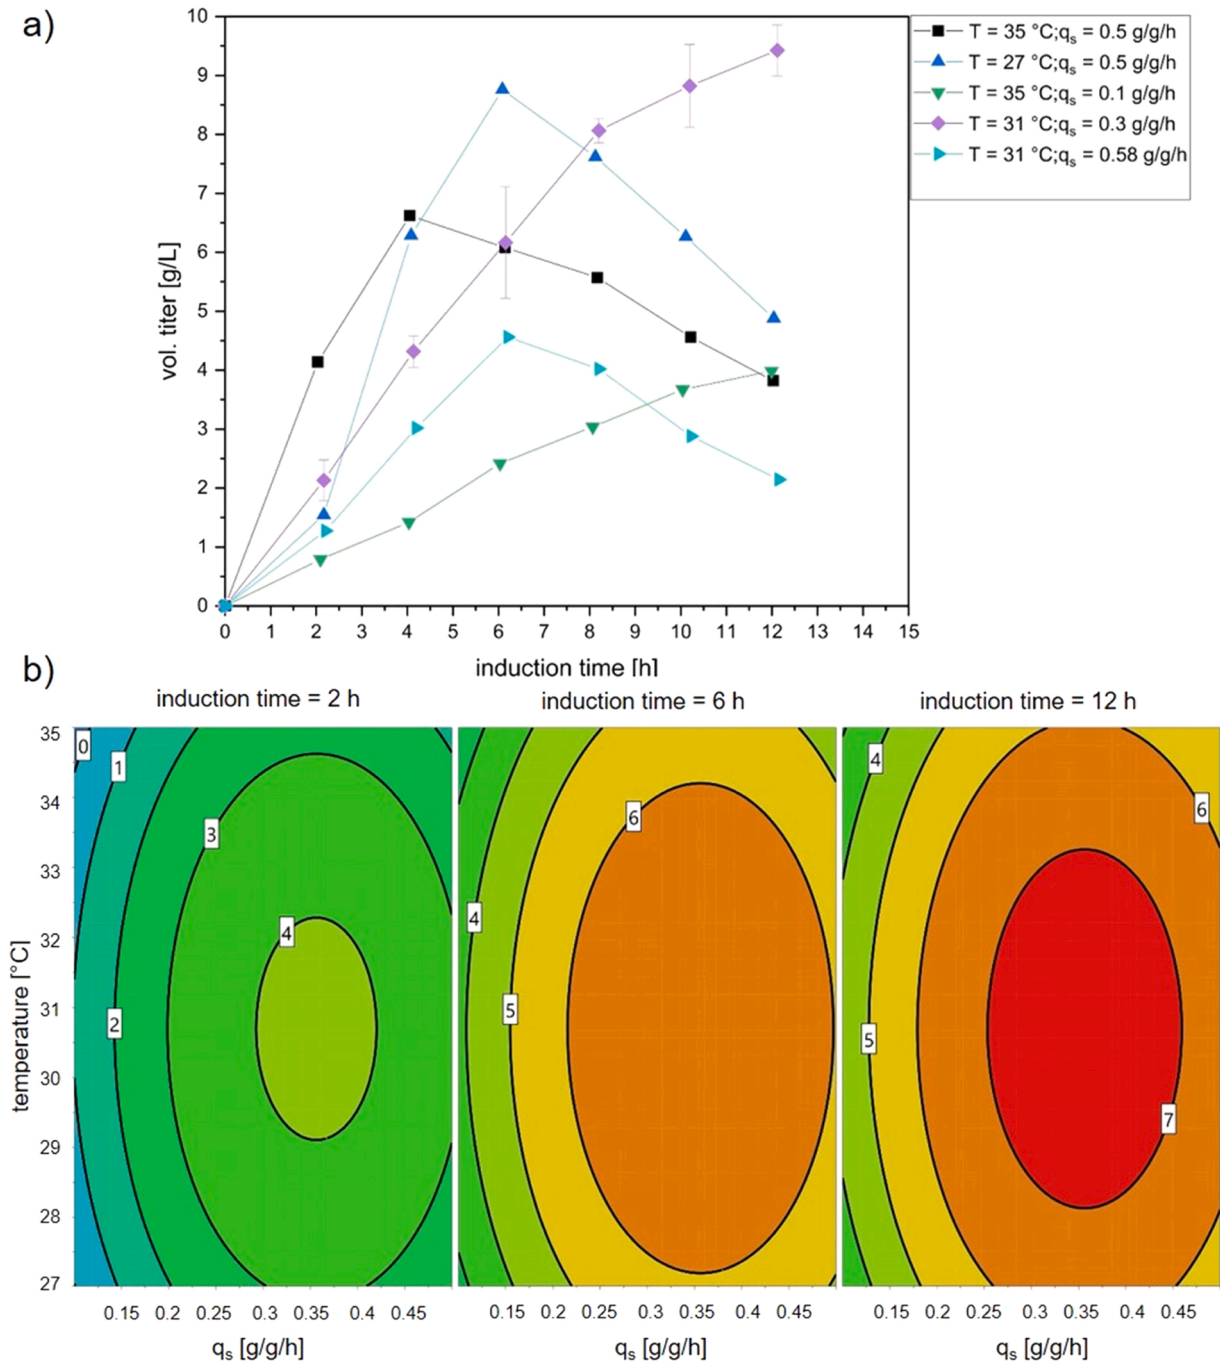 a)
10
9
8
7
6
5
4
3
2
1
0
vol. titer [g/L]
0 1 2 3 4 5 6 7 8 9 10 11 12 13 14 15
induction time [h]
T = 35 °C;qs = 0.5 g/g/h
T = 27 °C;qs = 0.5 g/g/h
T = 35 °C;qs = 0.1 g/g/h
T = 31 °C;qs = 0.3 g/g/h
T = 31 °C;qs = 0.58 g/g/h
b)
induction time = 2 h
induction time = 6 h
induction time = 12 h
35
34
33
32
31
30
29
28
27
temperature [°C]
0
1
2
3
4
4
5
6
4
5
6
7
0.15 0.2 0.25 0.3 0.35 0.4 0.45
0.15 0.2 0.25 0.3 0.35 0.4 0.45
0.15 0.2 0.25 0.3 0.35 0.4 0.45
qs [g/g/h]
qs [g/g/h]
qs [g/g/h]